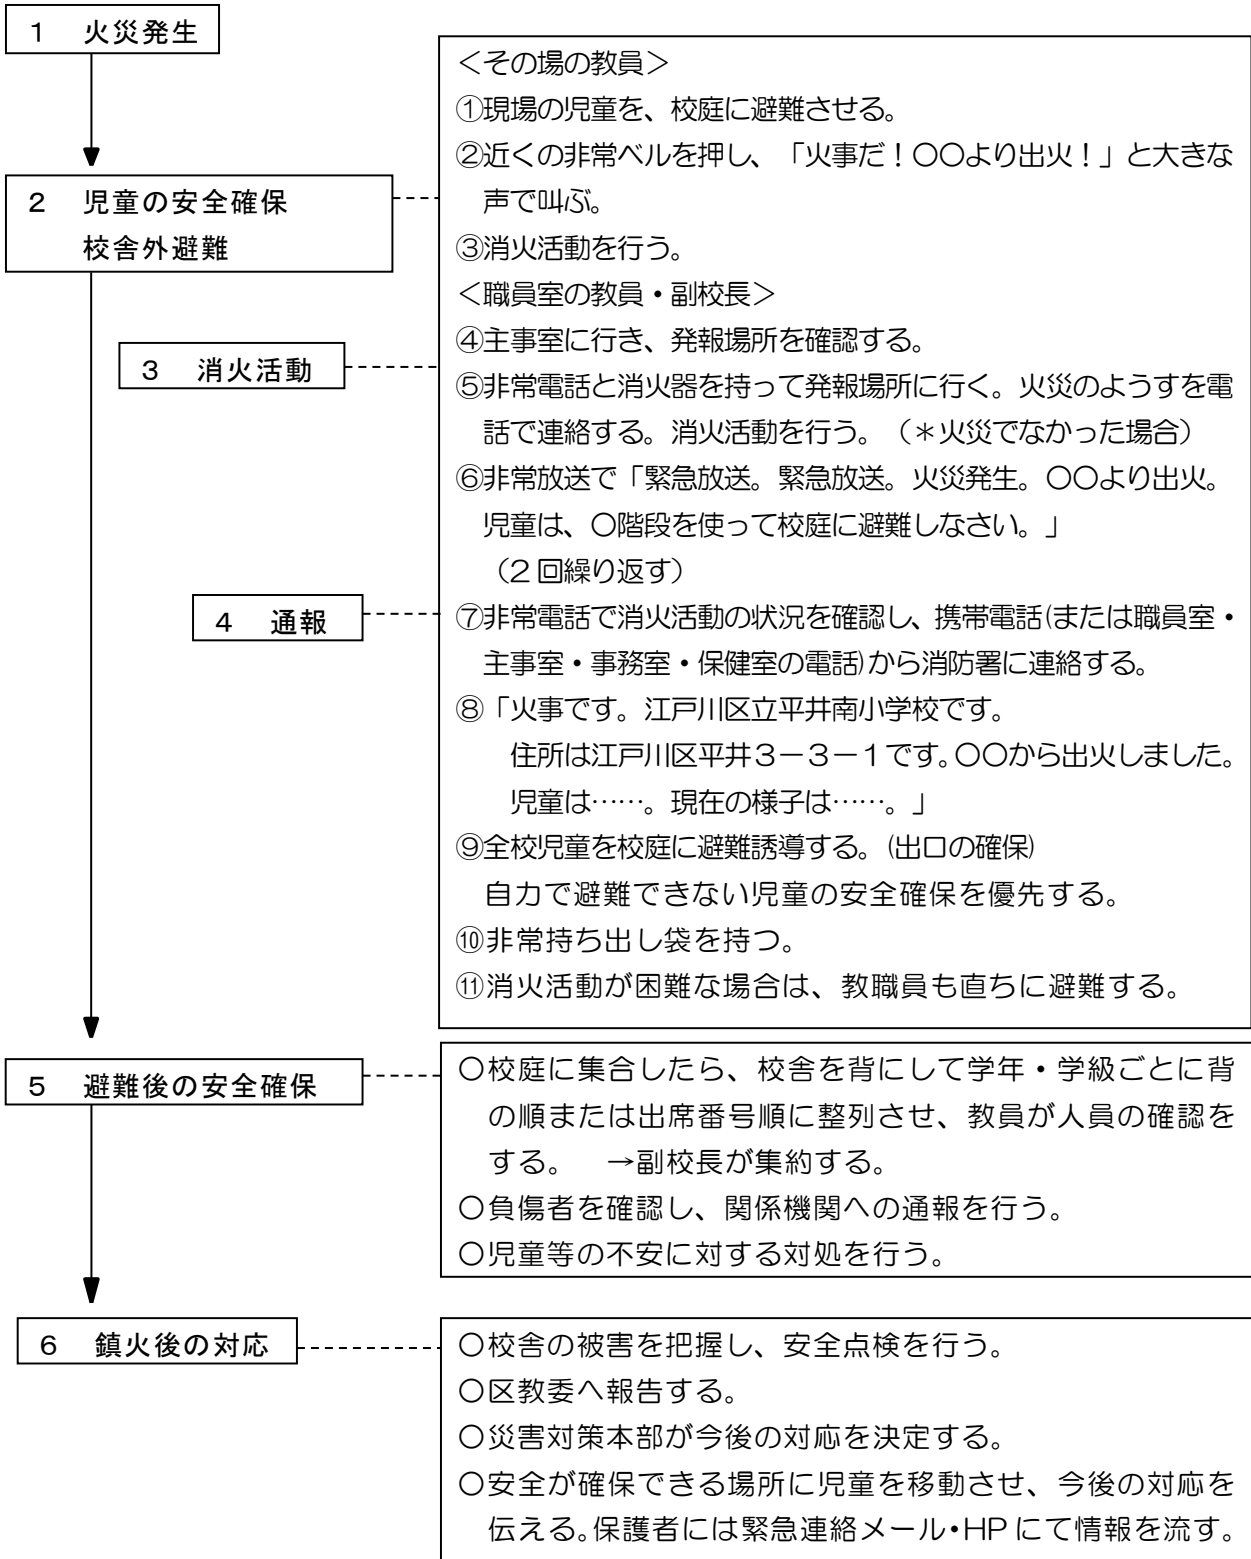 1 火災発生
<その場の教員>
①現場の児童を、校庭に避難させる。
②近くの非常ベルを押し、「火事だ!〇〇より出火!」と大きな
声で叫ぶ。
③消火活動を行う。
<職員室の教員・副校長>
④主事室に行き、発報場所を確認する。
⑤非常電話と消火器を持って発報場所に行く。火災のようすを電
話で連絡する。消火活動を行う。(*火災でなかった場合)
⑥非常放送で「緊急放送。緊急放送。火災発生。〇〇より出火。
児童は、〇階段を使って校庭に避難しなさい。」
(2回繰り返す)
⑦非常電話で消火活動の状況を確認し、携帯電話(または職員室・
主事室・事務室・保健室の電話)から消防署に連絡する。
⑧「火事です。江戸川区立平井南小学校です。
住所は江戸川区平井3-3-1です。〇〇から出火しました。
児童は……。現在の様子は……。」
⑨全校児童を校庭に避難誘導する。(出口の確保)
自力で避難できない児童の安全確保を優先する。
⑩非常持ち出し袋を持つ。
⑪消火活動が困難な場合は、教職員も直ちに避難する。
2 児童の安全確保
校舎外避難
3 消火活動
4 通報
5 避難後の安全確保
〇校庭に集合したら、校舎を背にして学年・学級ごとに背
の順または出席番号順に整列させ、教員が人員の確認を
する。 →副校長が集約する。
〇負傷者を確認し、関係機関への通報を行う。
〇児童等の不安に対する対処を行う。
6 鎮火後の対応
〇校舎の被害を把握し、安全点検を行う。
〇区教委へ報告する。
〇災害対策本部が今後の対応を決定する。
〇安全が確保できる場所に児童を移動させ、今後の対応を
伝える。保護者には緊急連絡メール・HPにて情報を流す。